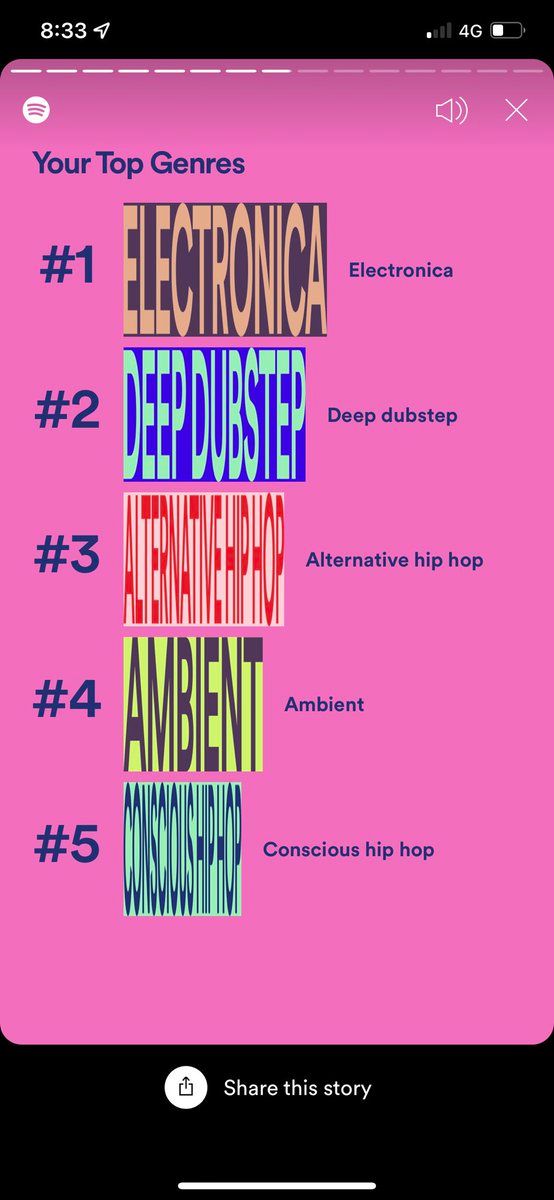 8:33
4G
Your Top Genres
#1
ELECTRONICA
Electronica
#2
DEEP DUBSTEP
Deep dubstep
#3
ALTERNATIVE HIP HOP
Alternative hip hop
#4
AMBIENT
Ambient
#5
CONSCIOUS HIP HOP
Conscious hip hop
Share this story